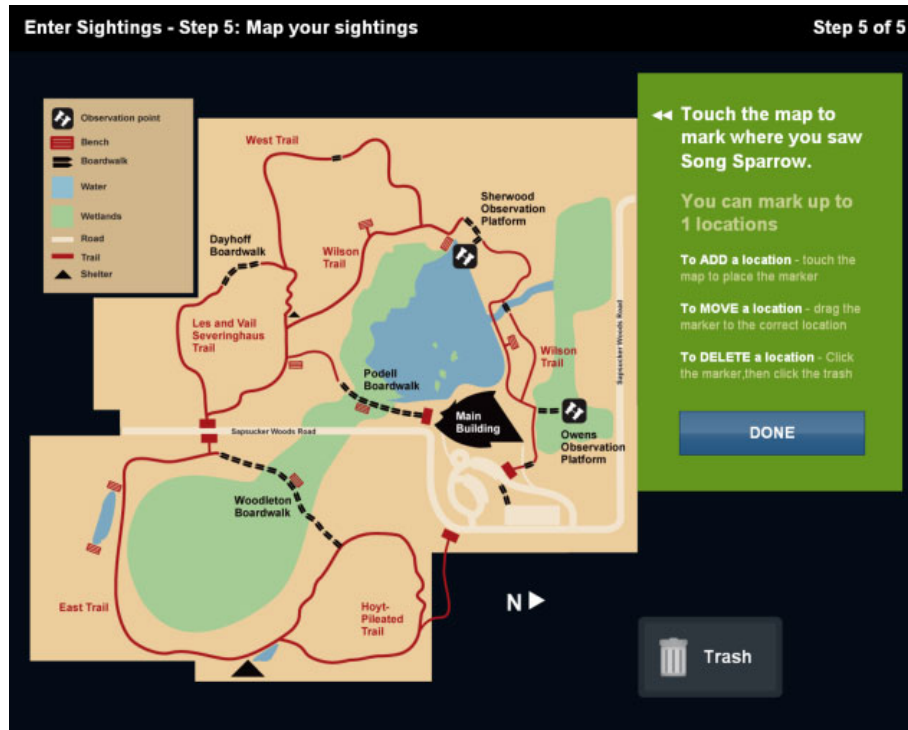 Enter Sightings - Step 5: Map your sightings
Step 5 of 5
Observation point
Bench
Boardwalk
Water
Wetlands
Road
Trail
Shelter
West Trail
Sherwood
Observation
Platform
Dayhoff
Boardwalk
Wilson
Trail
Les and Vail
Severinghaus
Trail
Podell
Boardwalk
Wilson
Trail
Sapsucker Woods Road
Main
Building
Owens
Observation
Platform
Sapsucker Woods Road
Woodleton
Boardwalk
East Trail
Hoyt-
Pileated
Trail
N
Touch the map to
mark where you saw
Song Sparrow.
You can mark up to
1 locations
To ADD a location - touch the
map to place the marker
To MOVE a location - drag the
marker to the correct location
To DELETE a location - Click
the marker,then click the trash
DONE
Trash